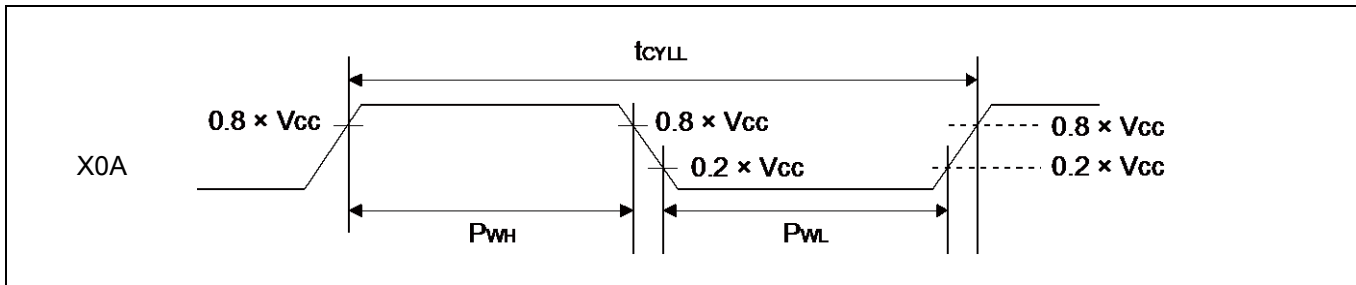 tCYLL
0.8 × Vcc
0.8 × Vcc
0.8 × Vcc
X0A
0.2 × Vcc
0.2 × Vcc
PWH
PWL